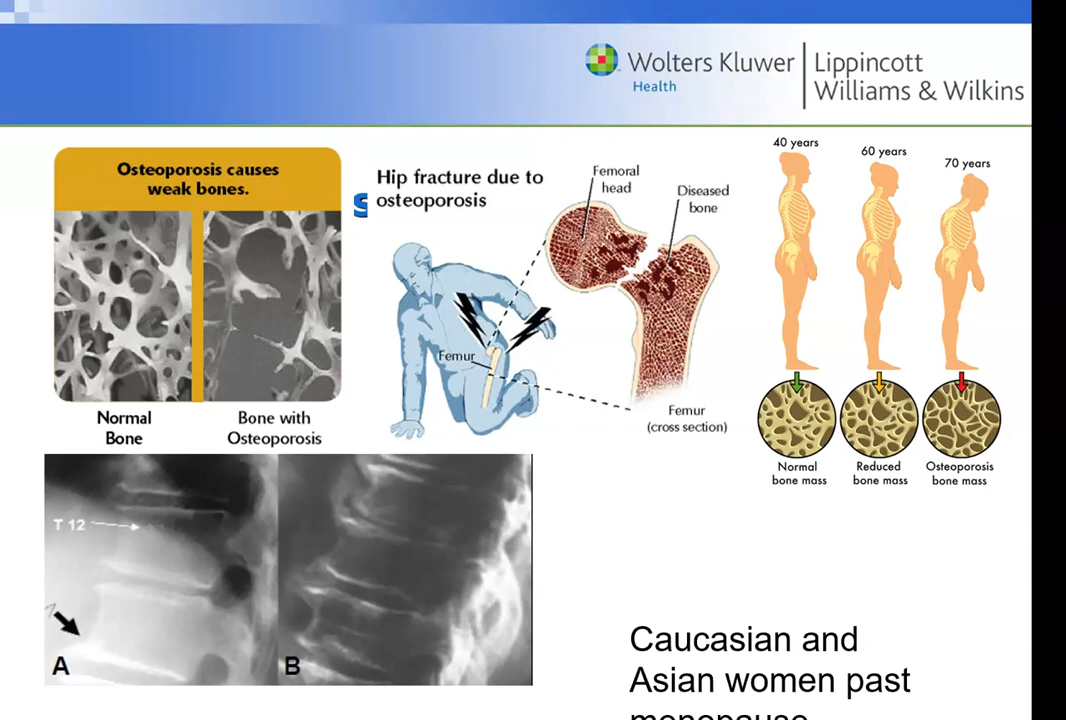 Wolters Kluwer
Health
Lippincott
Williams & Wilkins
Osteoporosis causes
weak bones.
Normal
Bone
Bone with
Osteoporosis
S
Hip fracture due to
osteoporosis
Femoral
head
Diseased
bone
Femur
Femur
(cross section)
40 years
60 years
70 years
Normal
bone mass
Reduced
bone mass
Osteoporosis
bone mass
T 12
A
B
Caucasian and
Asian women past
menopause